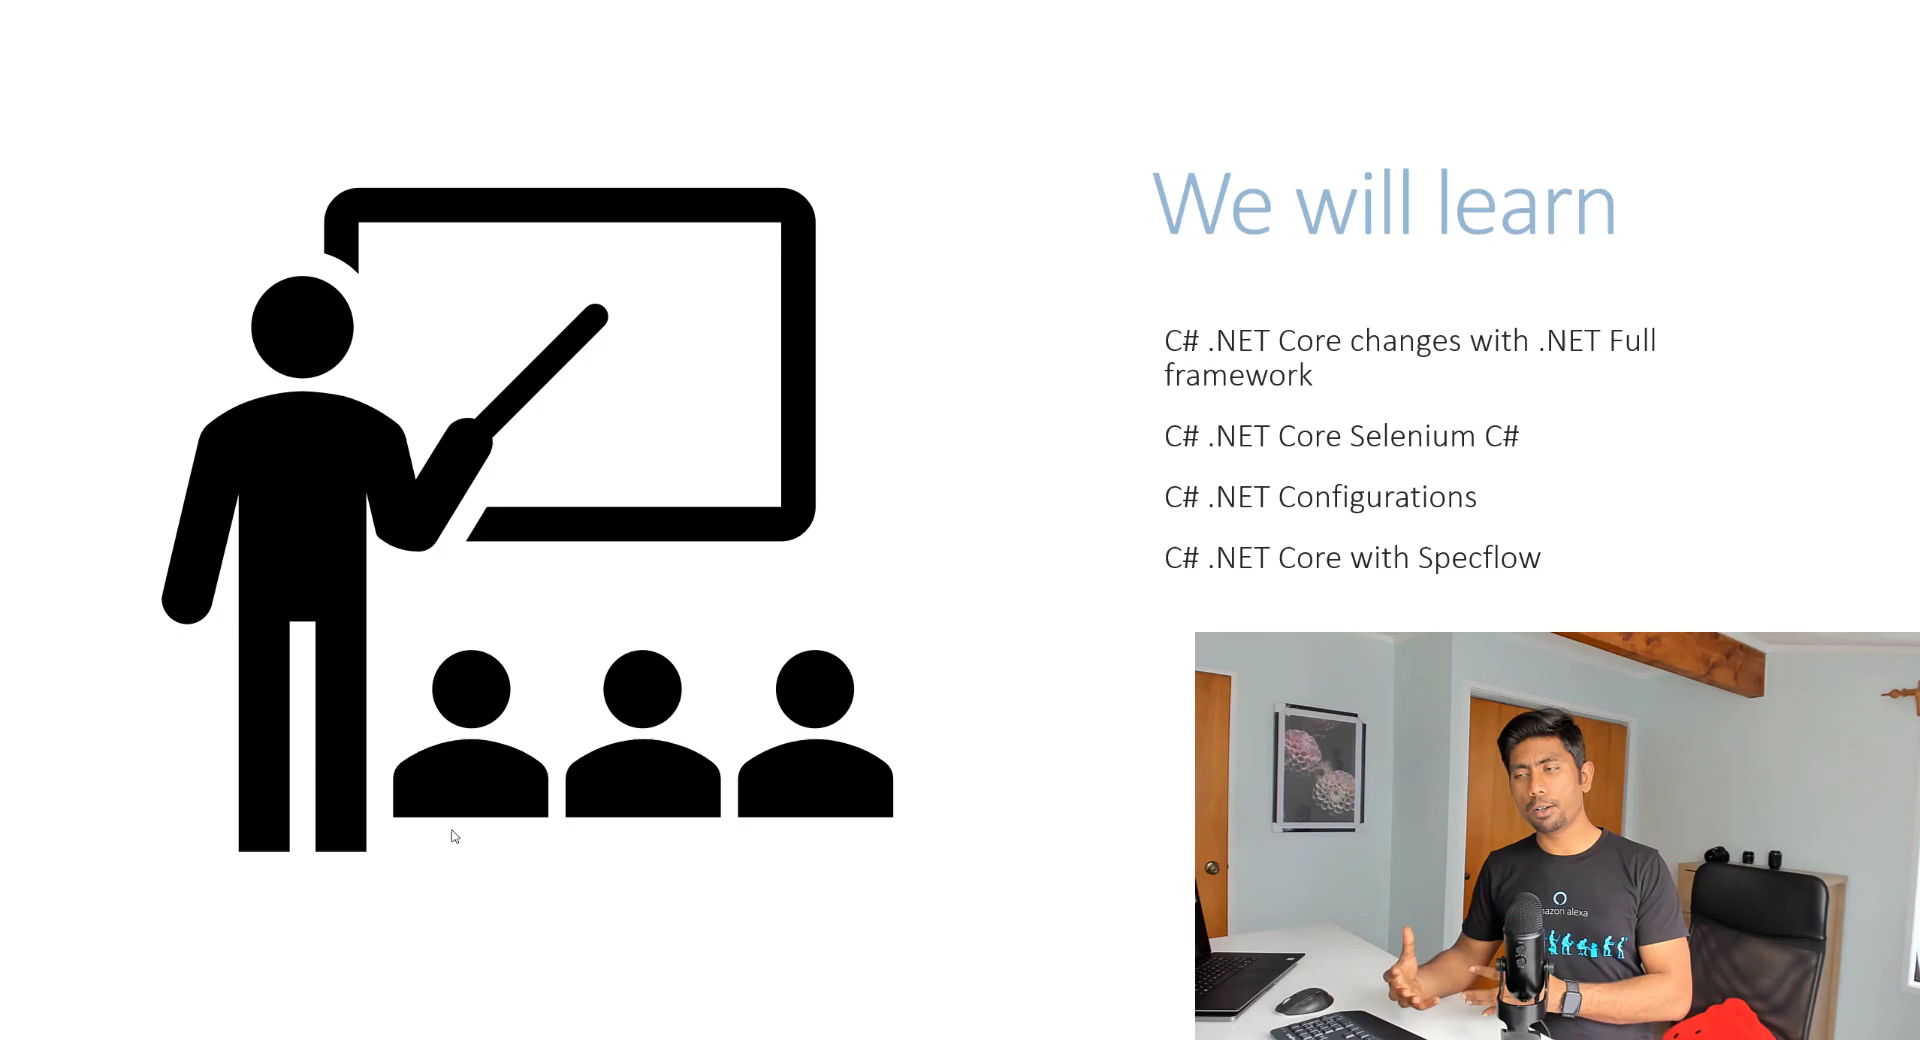 We will learn
C# .NET Core changes with .NET Full
framework
C# .NET Core Selenium C#
C# .NET Configurations
C# .NET Core with Specflow
alexa